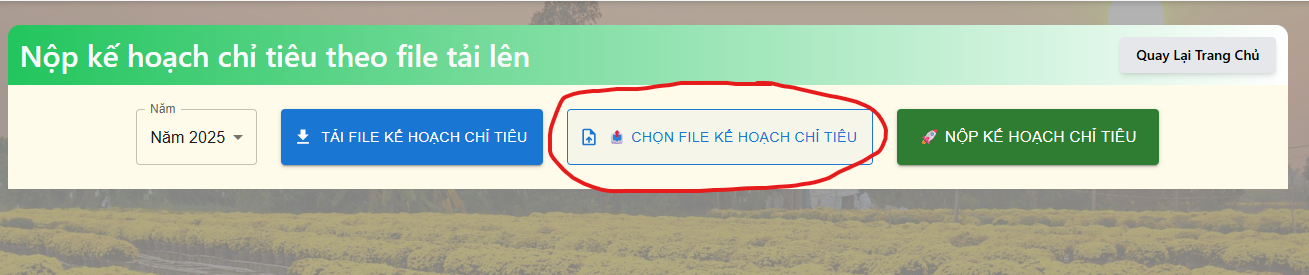 Nộp kế hoạch chỉ tiêu theo file tải lên
Quay Lại Trang Chủ
Năm
Năm 2025
TẢI FILE KẾ HOẠCH CHỈ TIÊU
CHỌN FILE KẾ HOẠCH CHỈ TIÊU
NỘP KẾ HOẠCH CHỈ TIÊU